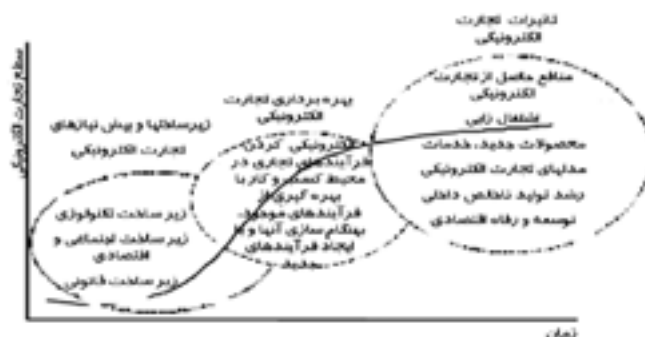 تاثیرات تجارت
الکترونیکی
منافع حاصل از تجارت
الکترونیکی
اشتغال زایی
محصولات جدید، خدمات
مدلهای تجارت الکترونیکی
رشد تولید ناخالص داخلی
توسعه و رفاه اقتصادی
بهره برداری تجارت
الکترونیکی
الکترونیکی کردن
فرآیندهای تجاری در
محیط کسب و کار با
بهره گیری از
فرآیندهای موجود،
بهنگام سازی آنها و یا
ایجاد فرآیندهای
جدید
زیرساختها و پیش نیازهای
تجارت الکترونیکی
زیر ساخت تکنولوژی
زیر ساخت اجتماعی و
اقتصادی
زیر ساخت قانونی
سطح تجارت الکترونیکی
زمان